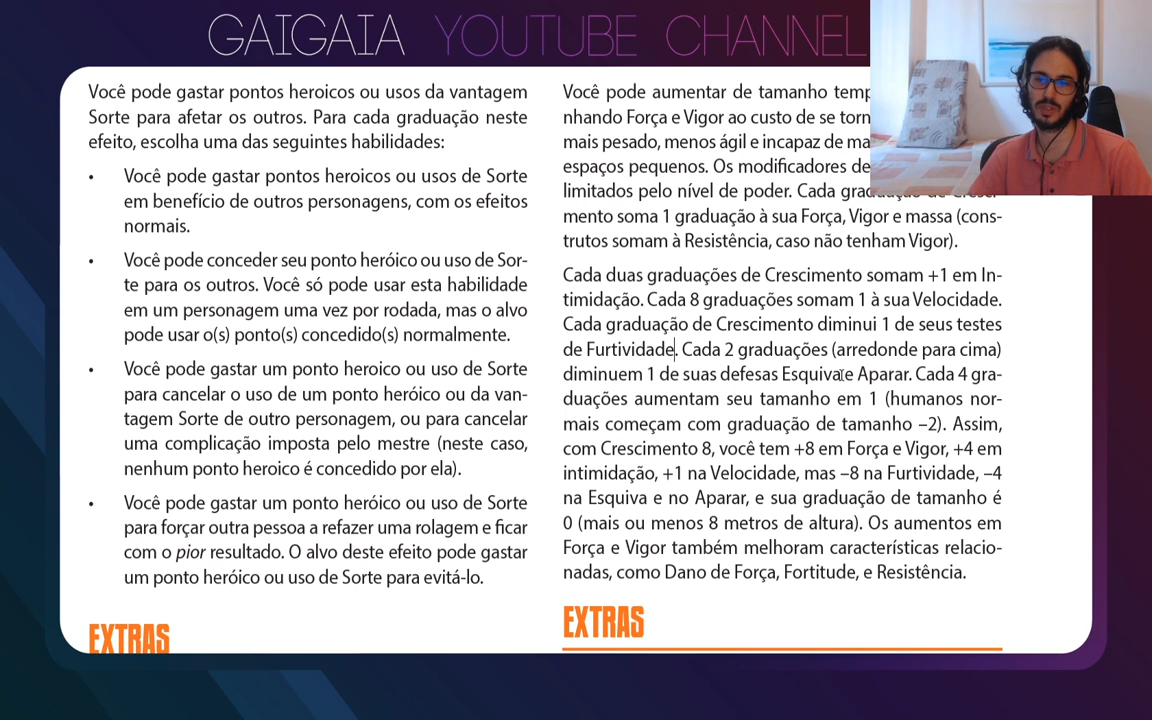 GAIGAIA YOUTUBE CHANNEL
Você pode gastar pontos heroicos ou usos da vantagem
Sorte para afetar os outros. Para cada graduação neste
efeito, escolha uma das seguintes habilidades:
• Você pode gastar pontos heroicos ou usos de Sorte
em benefício de outros personagens, com os efeitos
normais.
• Você pode conceder seu ponto heróico ou uso de Sor-
te para os outros. Você só pode usar esta habilidade
em um personagem uma vez por rodada, mas o alvo
pode usar o(s) ponto(s) concedido(s) normalmente.
• Você pode gastar um ponto heroico ou uso de Sorte
para cancelar o uso de um ponto heróico ou da van-
tagem Sorte de outro personagem, ou para cancelar
uma complicação imposta pelo mestre (neste caso,
nenhum ponto heroico é concedido por ela).
• Você pode gastar um ponto heróico ou uso de Sorte
para forçar outra pessoa a refazer uma rolagem e ficar
com o pior resultado. O alvo deste efeito pode gastar
um ponto heróico ou uso de Sorte para evitá-lo.
EXTRAS
Você pode aumentar de tamanho
nhando Força e Vigor ao custo de se
mais pesado, menos ágil e incapaz de
espaços pequenos. Os modificadores de
limitados pelo nível de poder. Cada
mento soma 1 graduação à sua Força, Vigor e massa (cons-
trutos somam à Resistência, caso não tenham Vigor).
Cada duas graduações de Crescimento somam +1 em In-
timidação. Cada 8 graduações somam 1 à sua Velocidade.
Cada graduação de Crescimento diminui 1 de seus testes
de Furtividade. Cada 2 graduações (arredonde para cima)
diminuem 1 de suas defesas Esquiva e Aparar. Cada 4 gra-
duações aumentam seu tamanho em 1 (humanos nor-
mais começam com graduação de tamanho –2). Assim,
com Crescimento 8, você tem +8 em Força e Vigor, +4 em
intimidação, +1 na Velocidade, mas –8 na Furtividade, –4
na Esquiva e no Aparar, e sua graduação de tamanho é
0 (mais ou menos 8 metros de altura). Os aumentos em
Força e Vigor também melhoram características relacio-
nadas, como Dano de Força, Fortitude, e Resistência.
EXTRAS